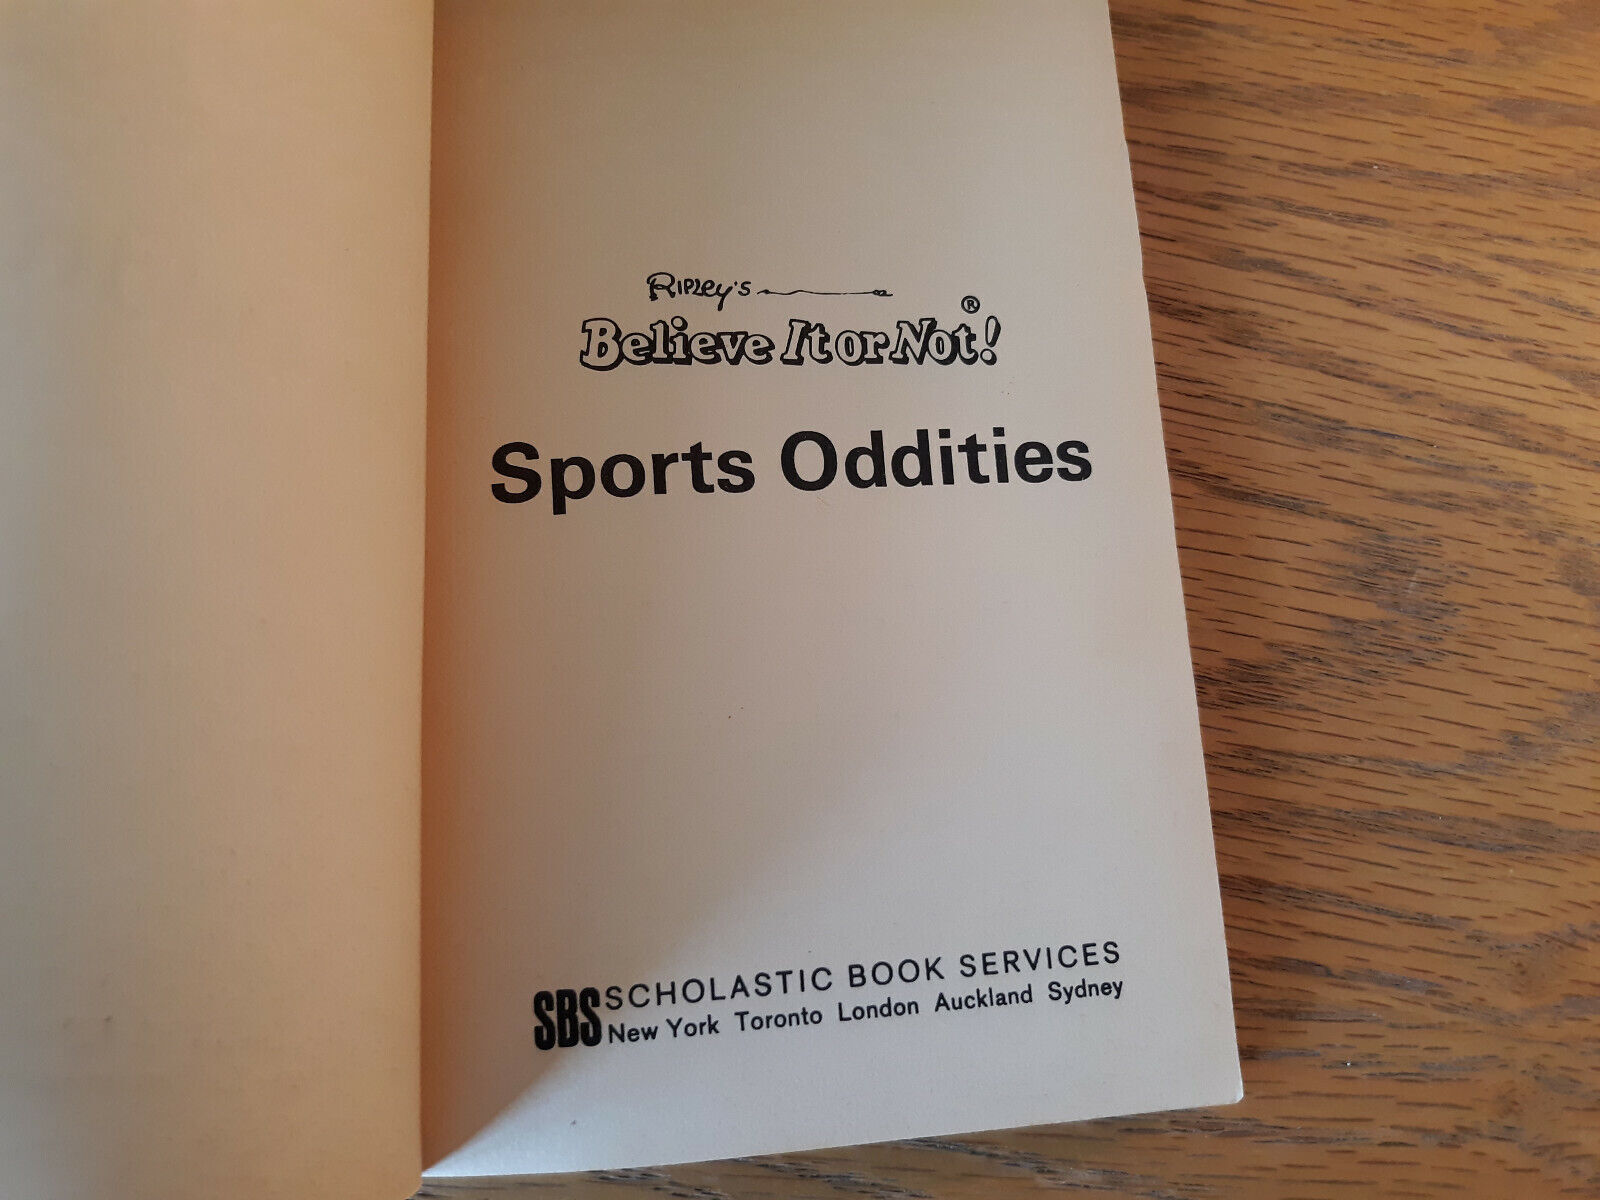 RIPLEY'S
Believe It or Not!®
Sports Oddities
SBS SCHOLASTIC BOOK SERVICES
New York Toronto London Auckland Sydney